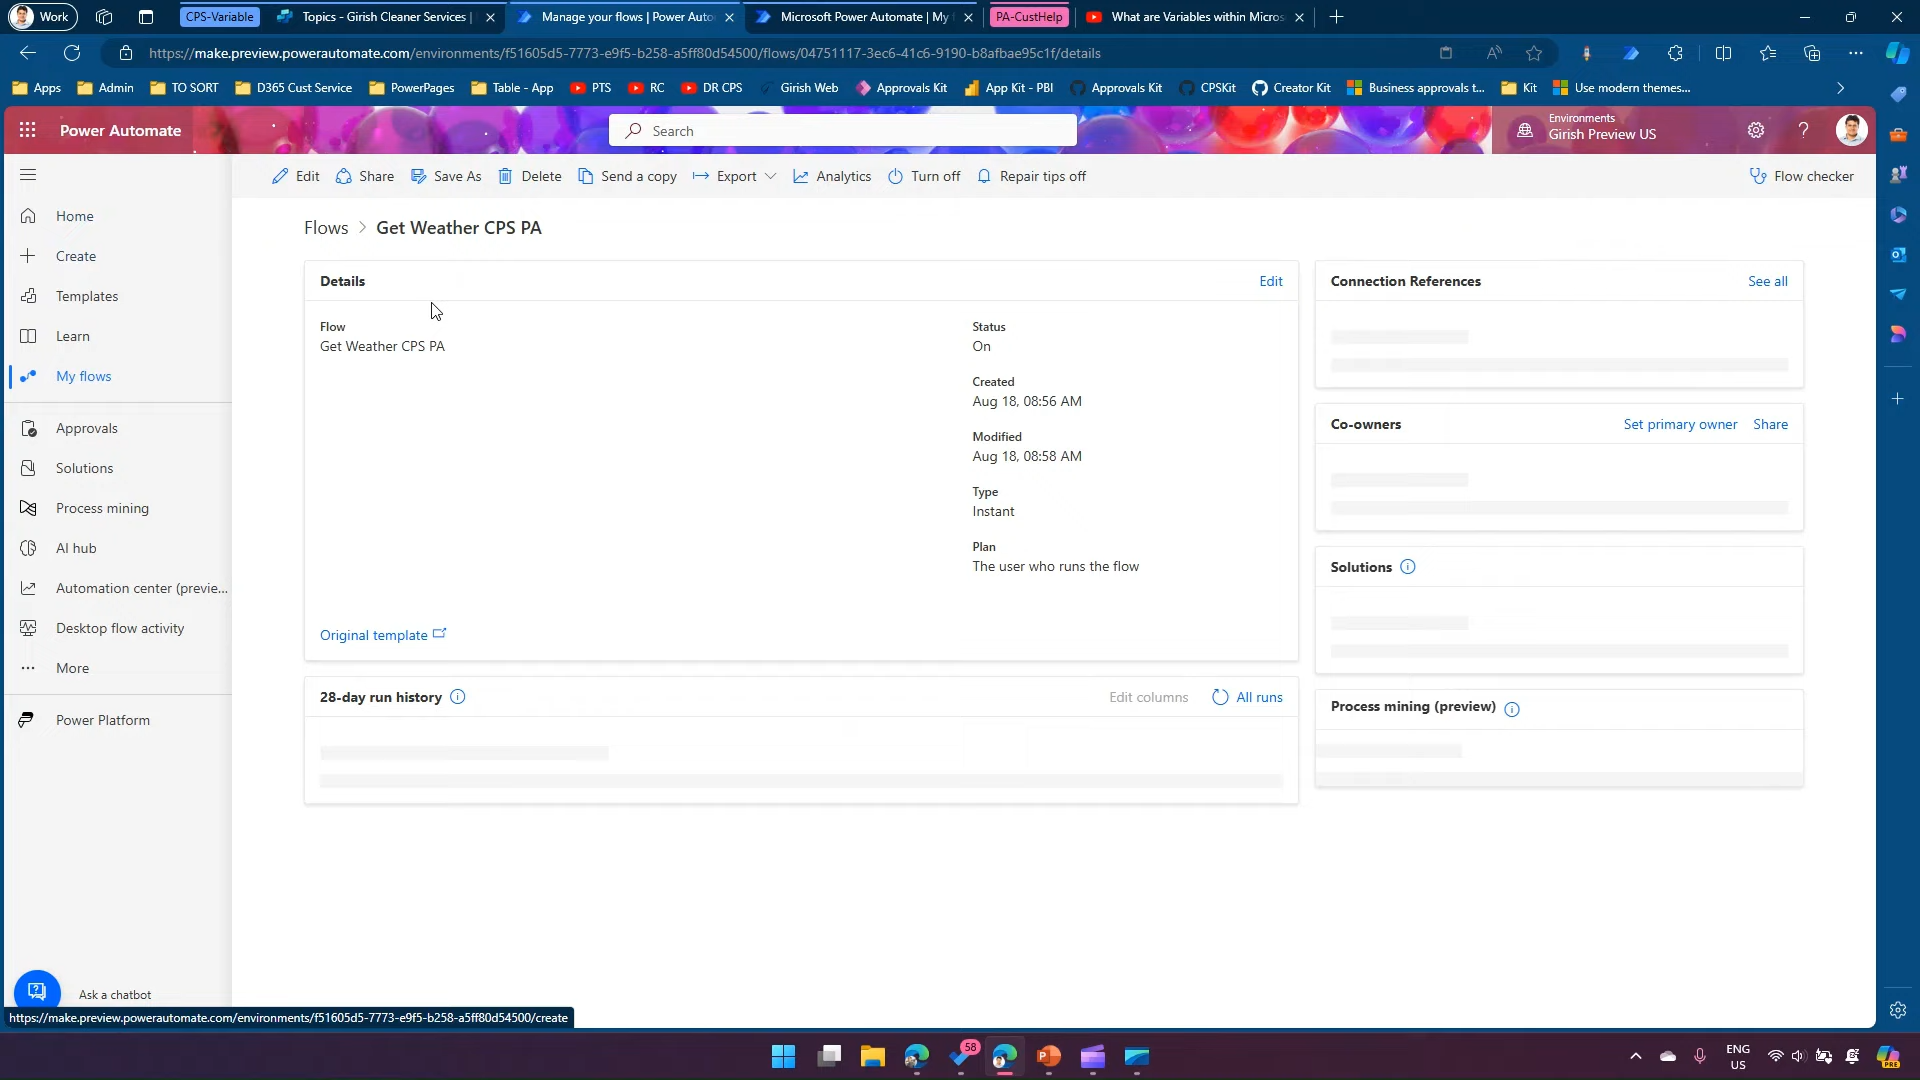 Work
CPS-Variable
Topics - Girish Cleaner Services |
Manage your flows | Power Auto
Microsoft Power Automate | My f
PA-CustHelp
What are Variables within Micros
https://make.preview.powerautomate.com/environments/f51605d5-7773-e9f5-b258-a5ff80d54500/flows/04751117-3ec6-41c6-9190-b8afbae95c1f/details
Apps
Admin
TO SORT
D365 Cust Service
PowerPages
Table - App
PTS
RC
DR CPS
Girish Web
Approvals Kit
App Kit - PBI
Approvals Kit
CPSKit
Creator Kit
Business approvals t...
Kit
Use modern themes...
Power Automate
Search
Environments
Girish Preview US
Edit
Share
Save As
Delete
Send a copy
Export
Analytics
Turn off
Repair tips off
Flow checker
Home
Create
Templates
Learn
My flows
Approvals
Solutions
Process mining
AI hub
Automation center (previe...
Desktop flow activity
More
Power Platform
Ask a chatbot
Flows > Get Weather CPS PA
Details
Edit
Flow
Get Weather CPS PA
Status
On
Created
Aug 18, 08:56 AM
Modified
Aug 18, 08:58 AM
Type
Instant
Plan
The user who runs the flow
Original template
28-day run history
Edit columns
All runs
Connection References
See all
Co-owners
Set primary owner
Share
Solutions
Process mining (preview)
https://make.preview.powerautomate.com/environments/f51605d5-7773-e9f5-b258-a5ff80d54500/create
58
ENG
US
PRE